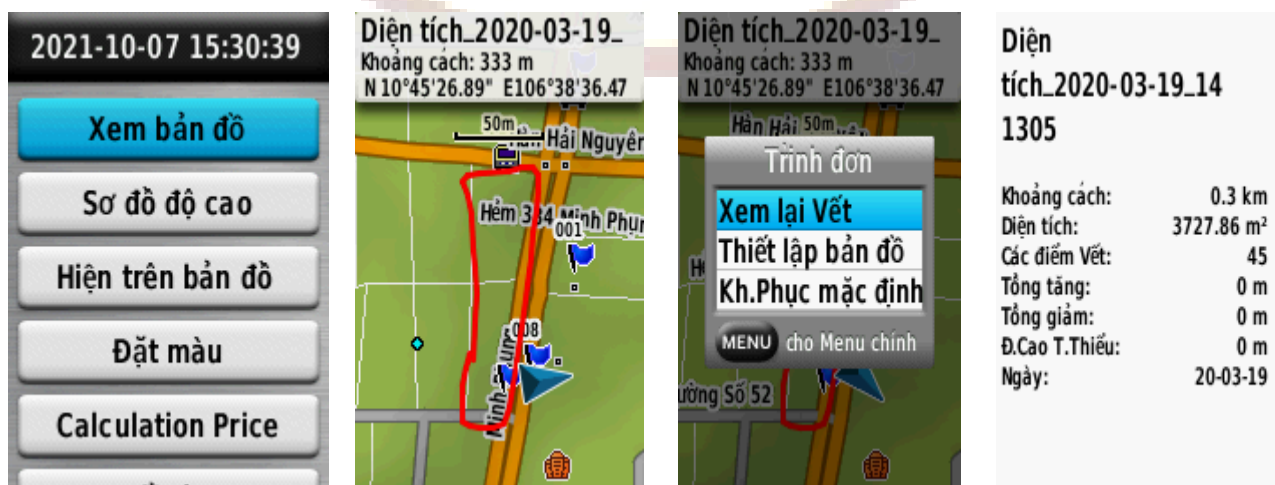 2021-10-07 15:30:39
Xem bản đồ
Sơ đồ độ cao
Hiện trên bản đồ
Đặt màu
Calculation Price
Diện tích_2020-03-19_
Khoảng cách: 333 m
N 10°45'26.89" E106°38'36.47
50m
Hải Nguyên
Hẻm 384 Minh Phụn
001
008
Minh
Diện tích_2020-03-19_
Khoảng cách: 333 m
N 10°45'26.89" E106°38'36.47
Hàn Hải
50m
Trình đơn
Xem lại Vết
Thiết lập bản đồ
Kh.Phục mặc định
MENU cho Menu chính
ường Số 52
Diện
tích_2020-03-19_14
1305
Khoảng cách: 0.3 km
Diện tích: 3727.86 m²
Các điểm Vết: 45
Tổng tăng: 0 m
Tổng giảm: 0 m
Đ.Cao T.Thiểu: 0 m
Ngày: 20-03-19